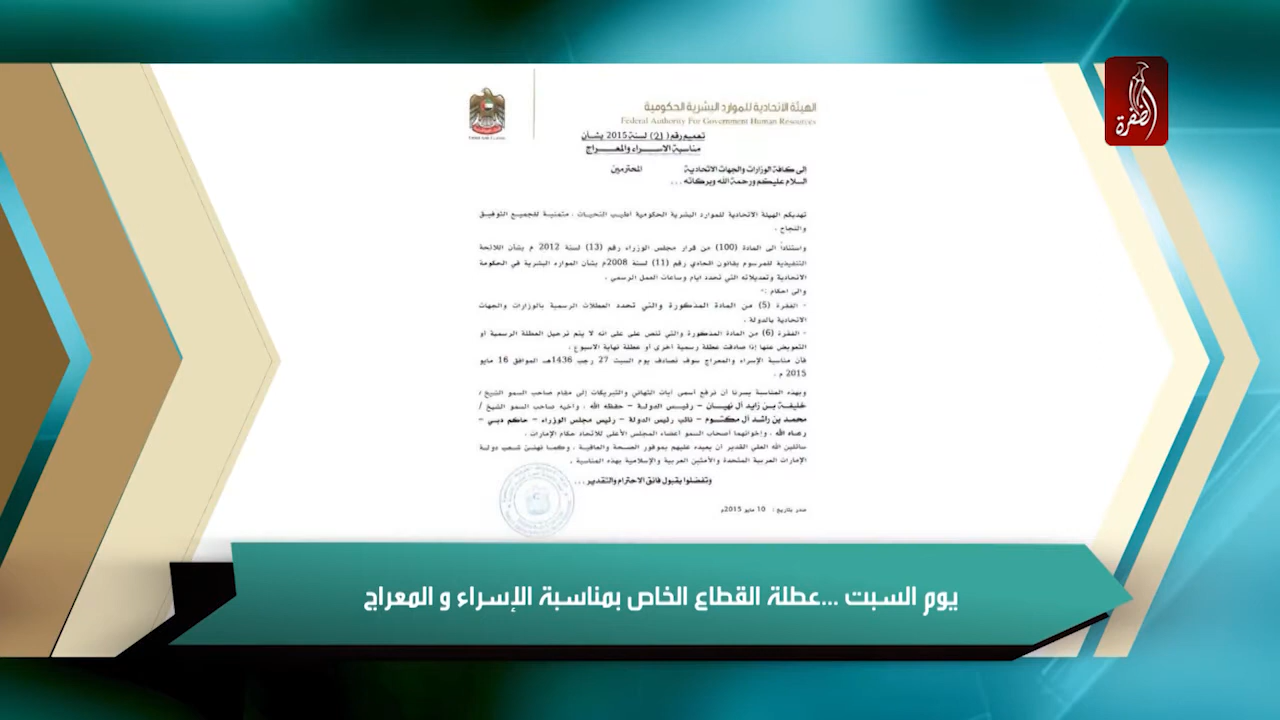 الظفرة
الهيئة الاتحادية للموارد البشرية الحكومية
Federal Authority For Government Human Resources
تعميم رقم (21) لسنة 2015 بشأن
مناسبة الاسراء والمعراج
إلى كافة الوزارات والجهات الاتحادية المحترمين
السلام عليكم ورحمة الله وبركاته ...
تهديكم الهيئة الاتحادية للموارد البشرية الحكومية أطيب التحيات ، متمنية للجميع التوفيق
والنجاح .
واستناداً الى المادة (100) من قرار مجلس الوزراء رقم (13) لسنة 2012 م بشأن اللائحة
التنفيذية للمرسوم بقانون اتحادي رقم (11) لسنة 2008م بشأن الموارد البشرية في الحكومة
الاتحادية وتعديلاته التي تحدد ايام وساعات العمل الرسمي .
والى احكام :-
- الفقرة (5) من المادة المذكورة والتي تحدد العطلات الرسمية بالوزارات والجهات
الاتحادية بالدولة .
- الفقرة (6) من المادة المذكورة والتي تنص على على انه لا يتم ترحيل العطلة الرسمية أو
التعويض عنها إذا صادفت عطلة رسمية أخرى أو عطلة نهاية الاسبوع .
فأن مناسبة الإسراء والمعراج سوف تصادف يوم السبت 27 رجب 1436هـ الموافق 16 مايو
2015 م .
وبهذه المناسبة يسرنا أن نرفع أسمى آيات التهاني والتبريكات إلى مقام صاحب السمو الشيخ /
خليفة بن زايد آل نهيان – رئيس الدولة – حفظه الله ، وأخيه صاحب السمو الشيخ /
محمد بن راشد آل مكتوم – نائب رئيس الدولة – رئيس مجلس الوزراء – حاكم دبي –
رعاه الله ، وإخوانهما أصحاب السمو أعضاء المجلس الأعلى للاتحاد حكام الإمارات .
سائلين الله العلي القدير ان يعيده عليهم بموفور الصحة والعافية ، وكما نهنئ شعب دولة
الإمارات العربية المتحدة والأمتين العربية والإسلامية بهذه المناسبة .
وتفضلوا بقبول فائق الاحترام والتقدير ...
صدر بتاريخ : 10 مايو 2015م
يوم السبت ...عطلة القطاع الخاص بمناسبة الإسراء و المعراج